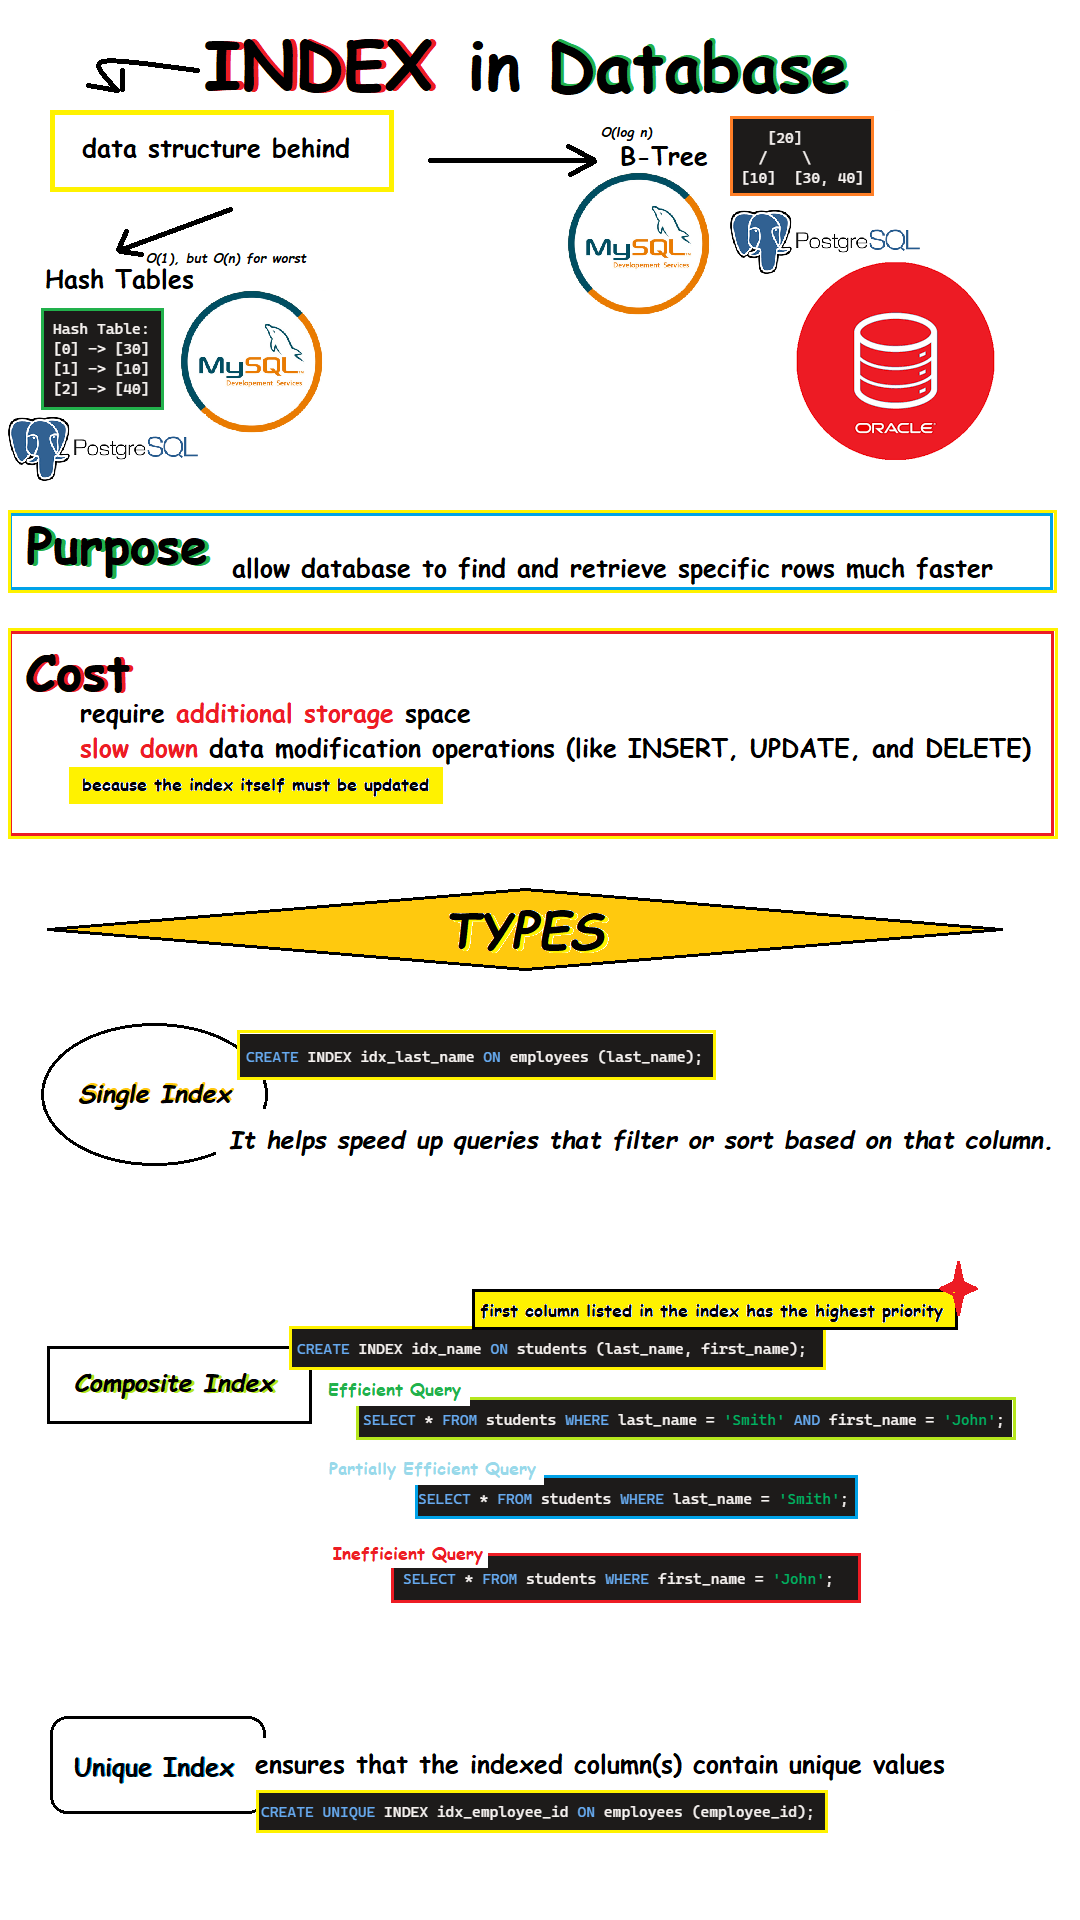 INDEX in Database
data structure behind
O(log n)
B-Tree
[20]
/ \
[10] [30, 40]
MySQL
Developement Services
PostgreSQL
ORACLE
O(1), but O(n) for worst
Hash Tables
Hash Table:
[0] -> [30]
[1] -> [10]
[2] -> [40]
MySQL
Developement Services
PostgreSQL
Purpose
allow database to find and retrieve specific rows much faster
Cost
require additional storage space
slow down data modification operations (like INSERT, UPDATE, and DELETE)
because the index itself must be updated
TYPES
CREATE INDEX idx_last_name ON employees (last_name);
Single Index
It helps speed up queries that filter or sort based on that column.
first column listed in the index has the highest priority
CREATE INDEX idx_name ON students (last_name, first_name);
Composite Index
Efficient Query
SELECT * FROM students WHERE last_name = 'Smith' AND first_name = 'John';
Partially Efficient Query
SELECT * FROM students WHERE last_name = 'Smith';
Inefficient Query
SELECT * FROM students WHERE first_name = 'John';
Unique Index
ensures that the indexed column(s) contain unique values
CREATE UNIQUE INDEX idx_employee_id ON employees (employee_id);